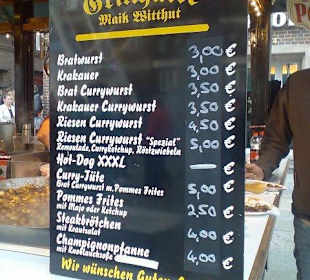 Maik Witthut
Bratwurst 3,00 €
Krakauer 3,00 €
Brat Currywurst 3,50 €
Krakauer Currywurst 3,50 €
Riesen Currywurst 4,50 €
Riesen Currywurst "Spezial" 5,00 €
Remoulade, Curryketchup, Röstzwiebeln
Hot-Dog XXXL — €
Curry-Tüte 5,00 €
Brat Currywurst m. Pommes Frites
Pommes Frites 2,50 €
mit Majo oder Ketchup
Steakbrötchen 4,00 €
mit Krautsalat
Champignonpfanne 4,00 €
mit Knoblauchsoße
Wir wünschen Guten